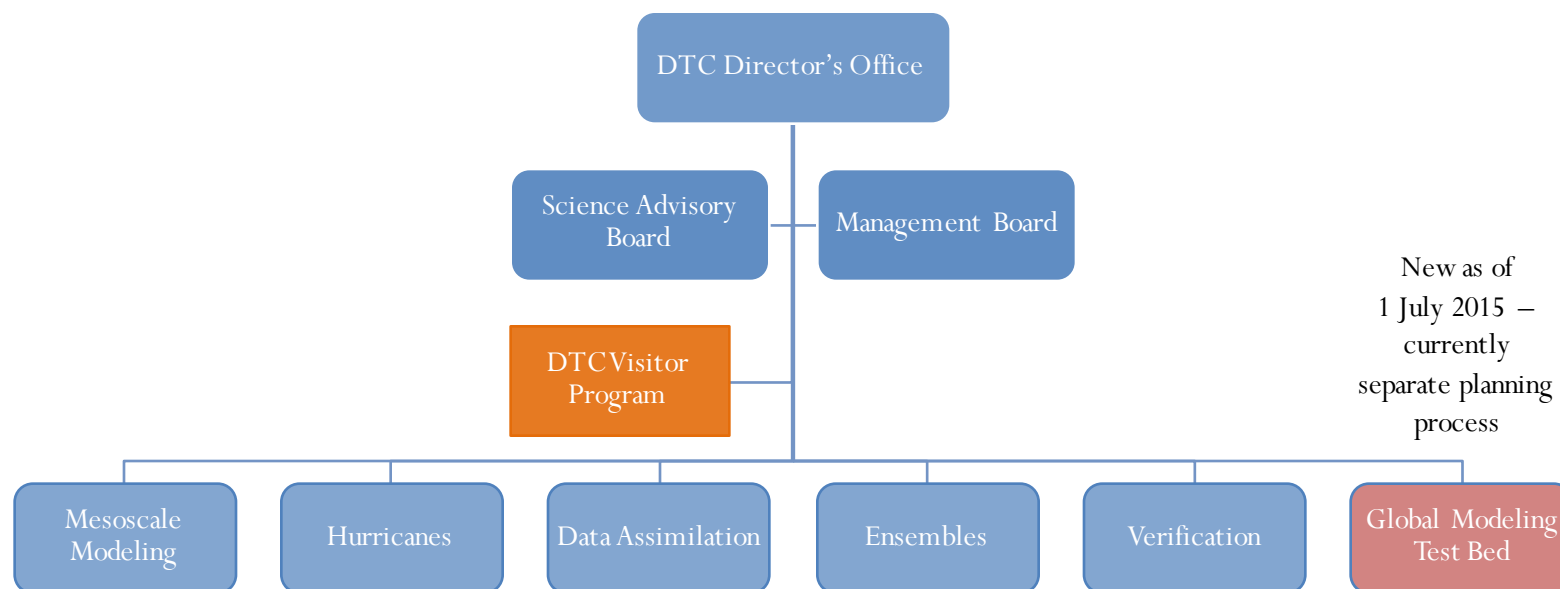 DTC Director’s Office
Science Advisory
Board
Management Board
New as of
1 July 2015 –
currently
separate planning
process
DTC Visitor
Program
Mesoscale
Modeling
Hurricanes
Data Assimilation
Ensembles
Verification
Global Modeling
Test Bed